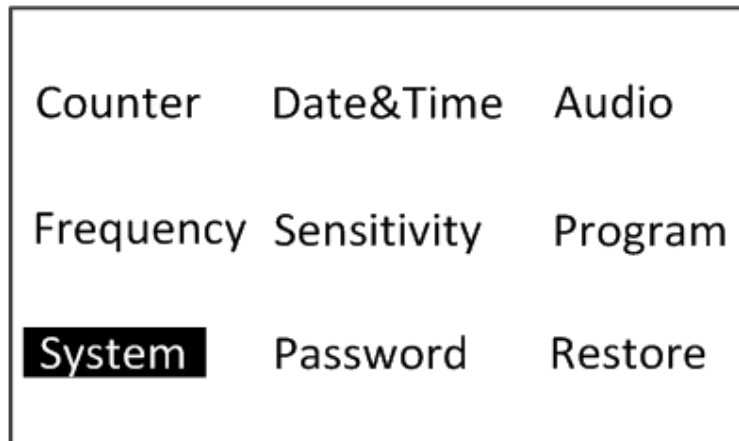 Counter Date&Time Audio
Frequency Sensitivity Program
System Password Restore